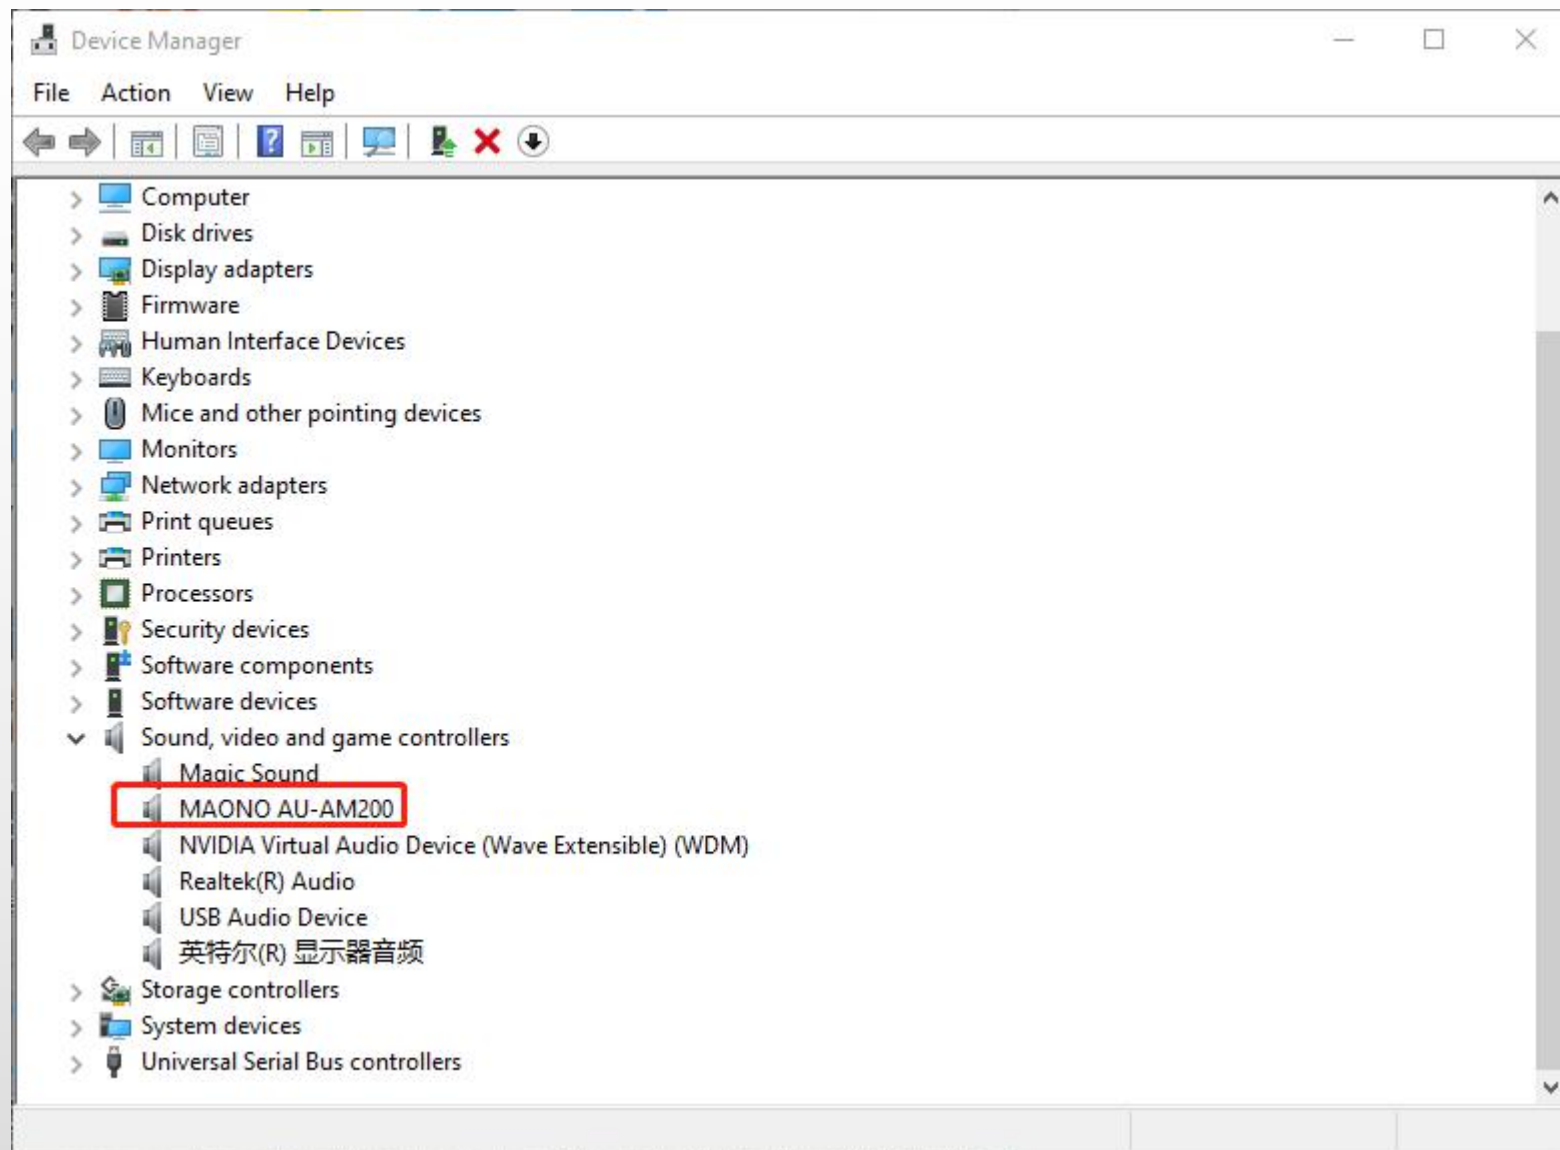 Device Manager
File Action View Help
Computer
Disk drives
Display adapters
Firmware
Human Interface Devices
Keyboards
Mice and other pointing devices
Monitors
Network adapters
Print queues
Printers
Processors
Security devices
Software components
Software devices
Sound, video and game controllers
Magic Sound
MAONO AU-AM200
NVIDIA Virtual Audio Device (Wave Extensible) (WDM)
Realtek(R) Audio
USB Audio Device
英特尔(R) 显示器音频
Storage controllers
System devices
Universal Serial Bus controllers